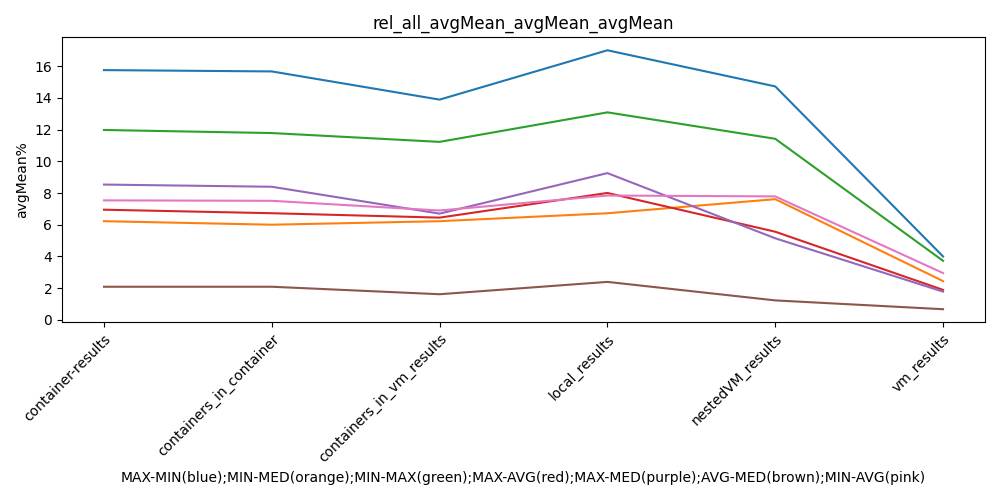 rel_all_avgMean_avgMean_avgMean
avgMean%
16
14
12
10
8
6
4
2
0
container-results
containers_in_container
containers_in_vm_results
local_results
nestedVM_results
vm_results
MAX-MIN(blue);MIN-MED(orange);MIN-MAX(green);MAX-AVG(red);MAX-MED(purple);AVG-MED(brown);MIN-AVG(pink)